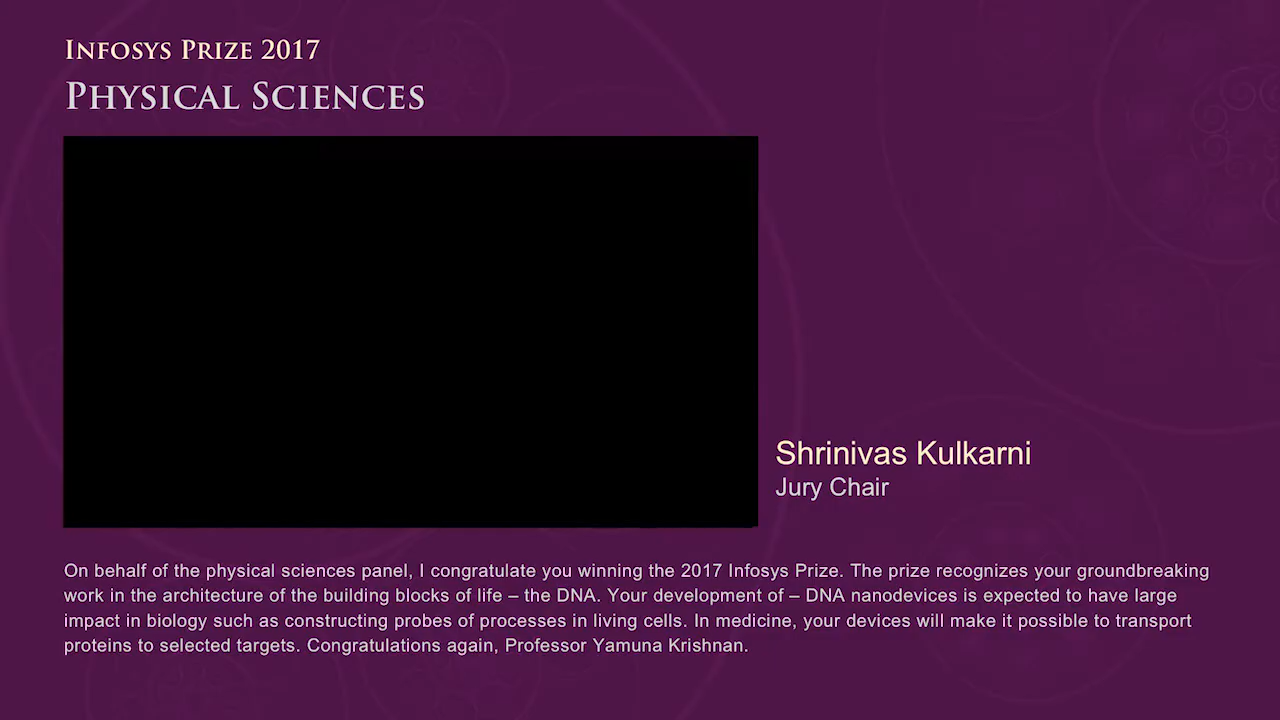 Infosys Prize 2017
Physical Sciences
Shrinivas Kulkarni
Jury Chair
On behalf of the physical sciences panel, I congratulate you winning the 2017 Infosys Prize. The prize recognizes your groundbreaking
work in the architecture of the building blocks of life – the DNA. Your development of – DNA nanodevices is expected to have large
impact in biology such as constructing probes of processes in living cells. In medicine, your devices will make it possible to transport
proteins to selected targets. Congratulations again, Professor Yamuna Krishnan.